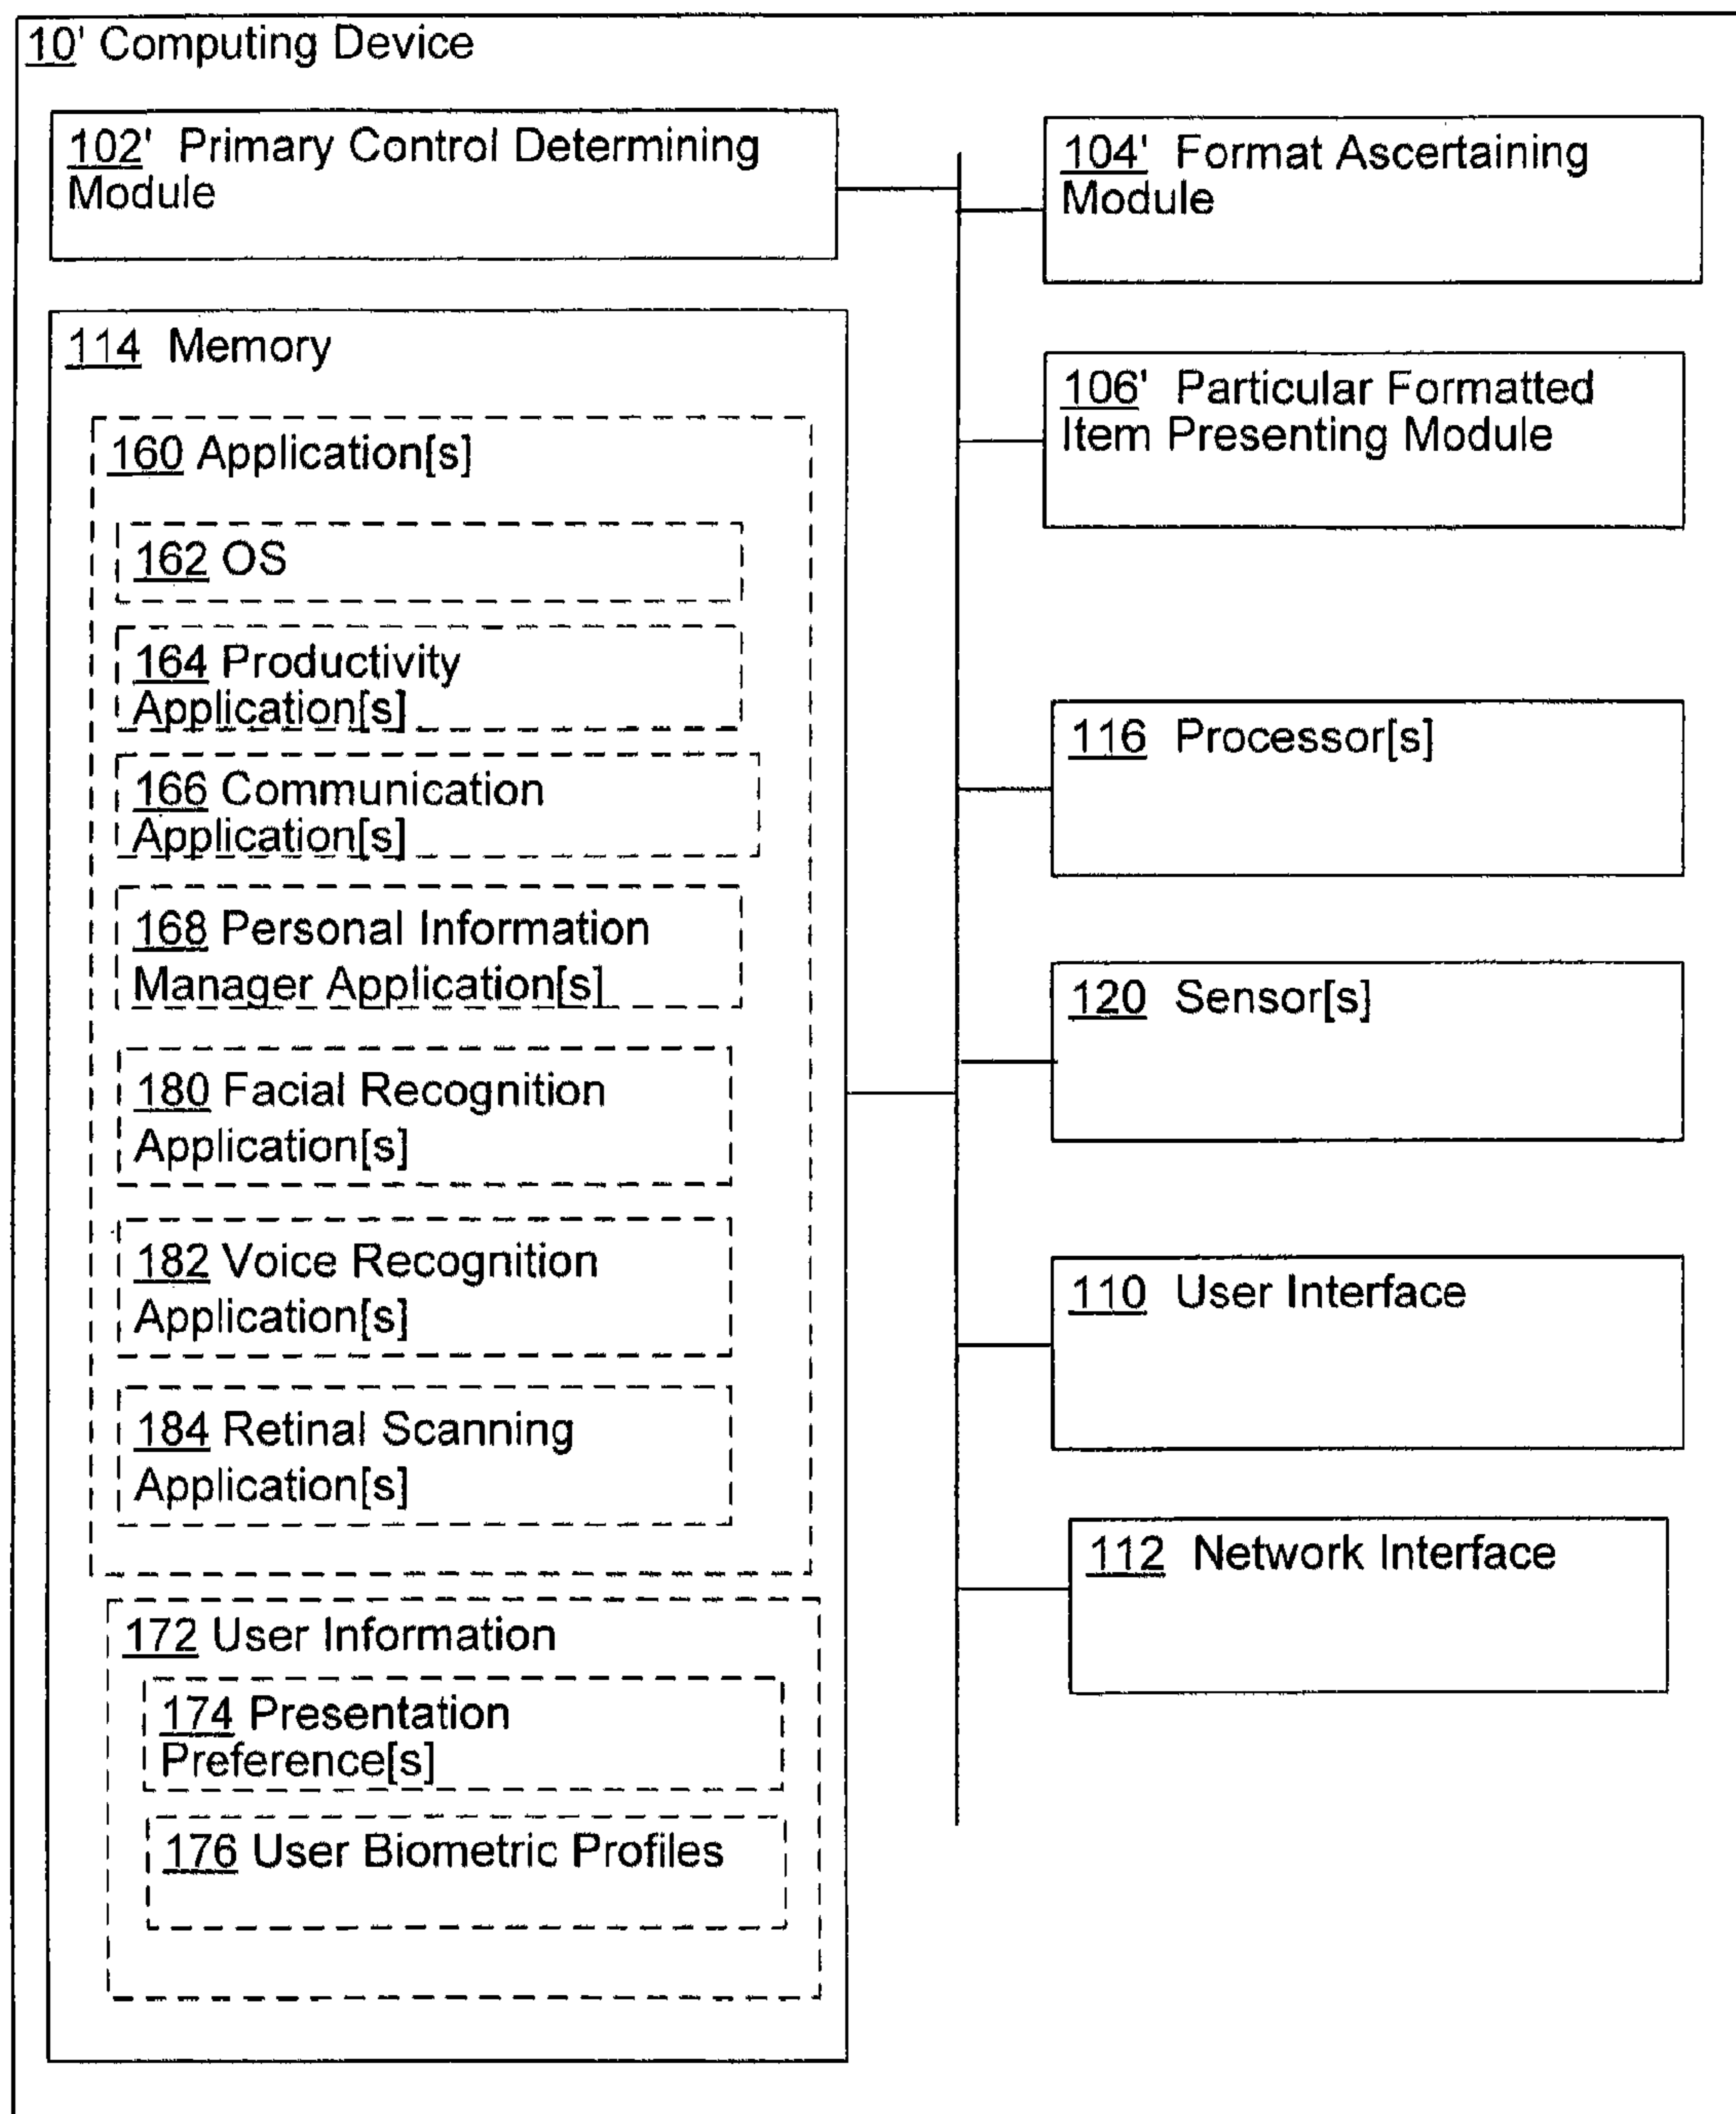 10' Computing Device
102' Primary Control Determining
Module
114 Memory
160 Application[s]
162 OS
164 Productivity
Application[s]
166 Communication
Application[s]
168 Personal Information
Manager Application[s]
180 Facial Recognition
Application[s]
182 Voice Recognition
Application[s]
184 Retinal Scanning
Application[s]
172 User Information
174 Presentation
Preference[s]
176 User Biometric Profiles
104' Format Ascertaining
Module
106' Particular Formatted
Item Presenting Module
116 Processor[s]
120 Sensor[s]
110 User Interface
112 Network Interface